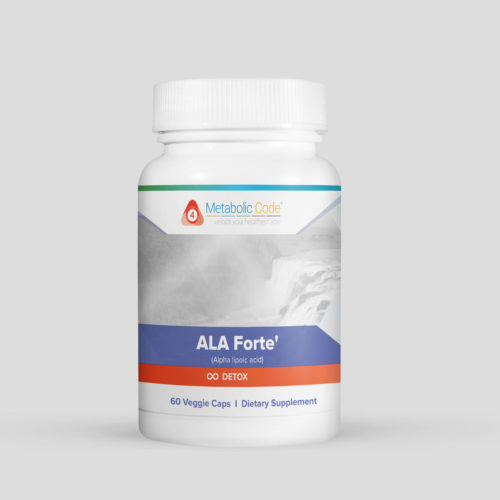 4
Metabolic Code®
ALA Forte'
(Alpha lipoic acid)
∞ DETOX
60 Veggie Caps | Dietary Supplement